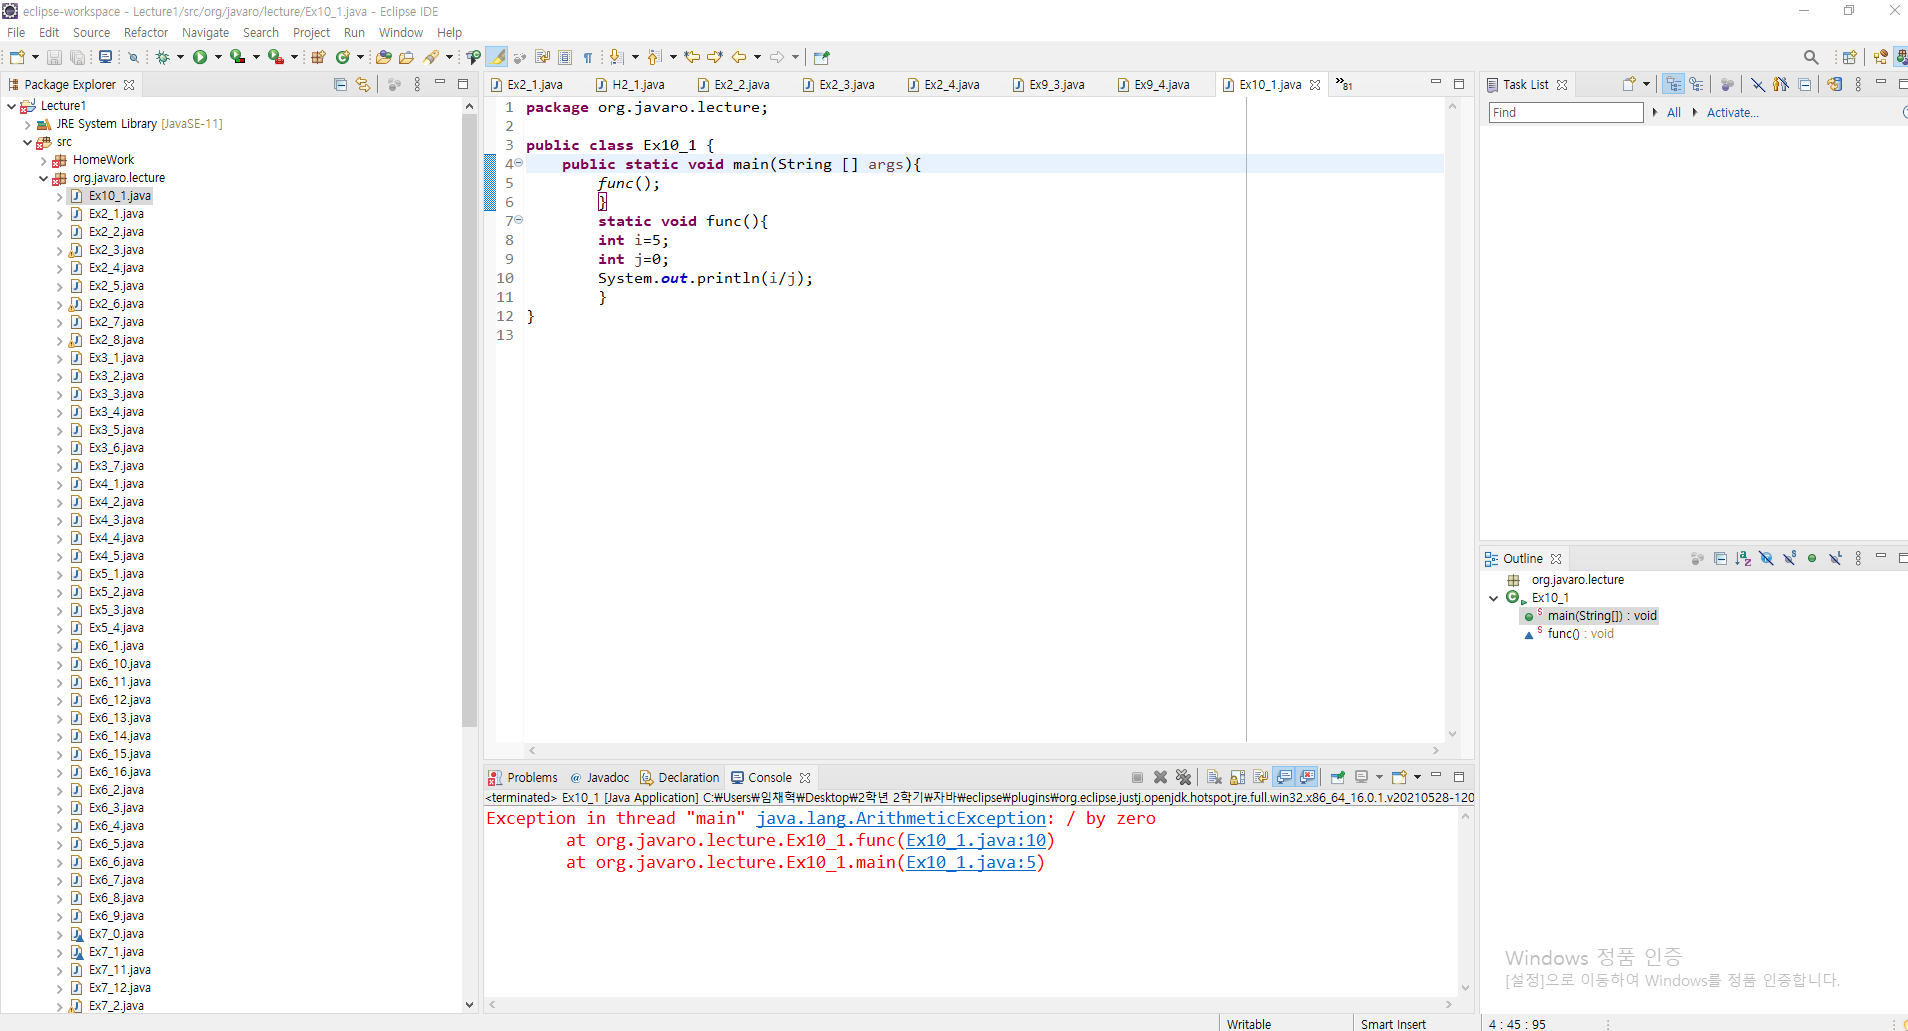 eclipse-workspace - Lecture1/src/org/javaro/lecture/Ex10_1.java - Eclipse IDE
File Edit Source Refactor Navigate Search Project Run Window Help
Package Explorer
Lecture1
JRE System Library [JavaSE-11]
src
HomeWork
org.javaro.lecture
Ex10_1.java
Ex2_1.java
Ex2_2.java
Ex2_3.java
Ex2_4.java
Ex2_5.java
Ex2_6.java
Ex2_7.java
Ex2_8.java
Ex3_1.java
Ex3_2.java
Ex3_3.java
Ex3_4.java
Ex3_5.java
Ex3_6.java
Ex3_7.java
Ex4_1.java
Ex4_2.java
Ex4_3.java
Ex4_4.java
Ex4_5.java
Ex5_1.java
Ex5_2.java
Ex5_3.java
Ex5_4.java
Ex6_1.java
Ex6_10.java
Ex6_11.java
Ex6_12.java
Ex6_13.java
Ex6_14.java
Ex6_15.java
Ex6_16.java
Ex6_2.java
Ex6_3.java
Ex6_4.java
Ex6_5.java
Ex6_6.java
Ex6_7.java
Ex6_8.java
Ex6_9.java
Ex7_0.java
Ex7_1.java
Ex7_11.java
Ex7_12.java
Ex7_2.java
Ex2_1.java H2_1.java Ex2_2.java Ex2_3.java Ex2_4.java Ex9_3.java Ex9_4.java Ex10_1.java »81
1 package org.javaro.lecture;
2
3 public class Ex10_1 {
4 public static void main(String [] args){
5 func();
6 }
7 static void func(){
8 int i=5;
9 int j=0;
10 System.out.println(i/j);
11 }
12 }
13
Problems @ Javadoc Declaration Console
<terminated> Ex10_1 [Java Application] C:₩Users₩임채혁₩Desktop₩2학년 2학기₩자바₩eclipse₩plugins₩org.eclipse.justj.openjdk.hotspot.jre.full.win32.x86_64_16.0.1.v20210528-120
Exception in thread "main" java.lang.ArithmeticException: / by zero
at org.javaro.lecture.Ex10_1.func(Ex10_1.java:10)
at org.javaro.lecture.Ex10_1.main(Ex10_1.java:5)
Task List
Find All Activate...
Outline
org.javaro.lecture
Ex10_1
main(String[]) : void
func() : void
Windows 정품 인증
[설정]으로 이동하여 Windows를 정품 인증합니다.
Writable Smart Insert 4 : 45 : 95